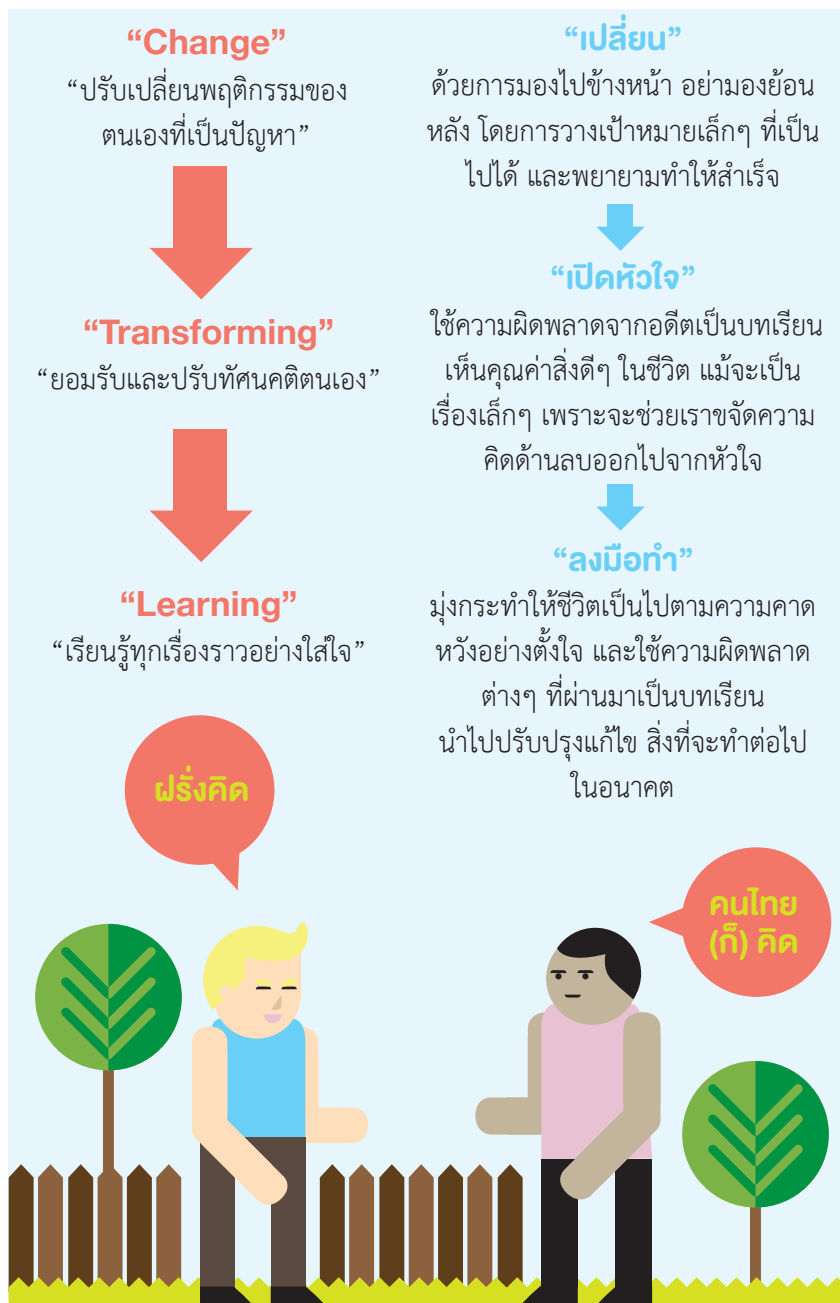 “Change”
“ปรับเปลี่ยนพฤติกรรมของ
ตนเองที่เป็นปัญหา”
“Transforming”
“ยอมรับและปรับทัศนคติตนเอง”
“Learning”
“เรียนรู้ทุกเรื่องราวอย่างใส่ใจ”
ฝรั่งคิด
“เปลี่ยน”
ด้วยการมองไปข้างหน้า อย่ามองย้อน
หลัง โดยการวางเป้าหมายเล็กๆ ที่เป็น
ไปได้ และพยายามทำให้สำเร็จ
“เปิดหัวใจ”
ใช้ความผิดพลาดจากอดีตเป็นบทเรียน
เห็นคุณค่าสิ่งดีๆ ในชีวิต แม้จะเป็น
เรื่องเล็กๆ เพราะจะช่วยเราขจัดความ
คิดด้านลบออกไปจากหัวใจ
“ลงมือทำ”
มุ่งกระทำให้ชีวิตเป็นไปตามความคาด
หวังอย่างตั้งใจ และใช้ความผิดพลาด
ต่างๆ ที่ผ่านมาเป็นบทเรียน
นำไปปรับปรุงแก้ไข สิ่งที่จะทำต่อไป
ในอนาคต
คนไทย
(ก็) คิด